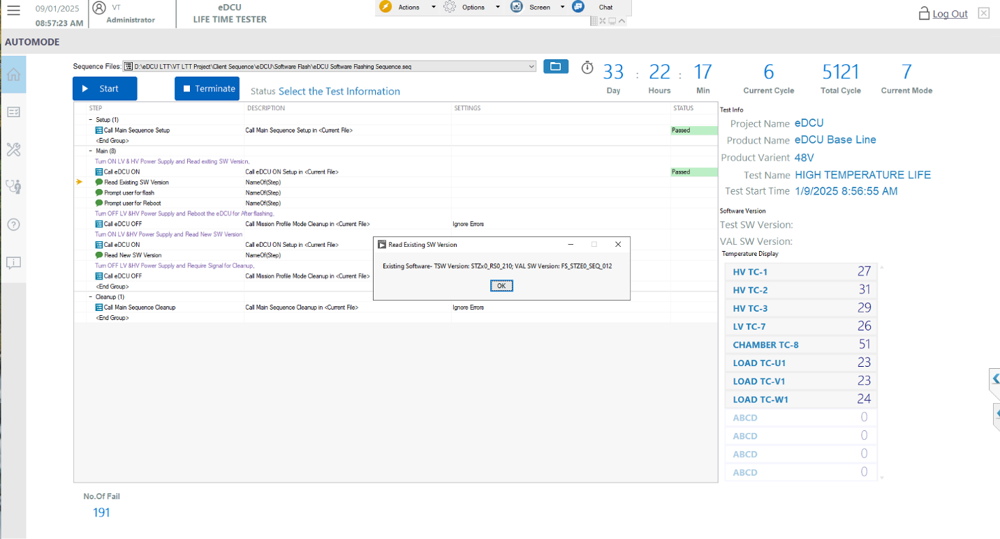 09/01/2025
08:57:23 AM
VT
Administrator
eDCU
LIFE TIME TESTER
Actions
Options
Screen
Chat
Log Out
AUTOMODE
Sequence Files: D:\eDCU LTT\VT LTT Project\Client Sequence\eDCU\Software Flash\eDCU Software Flashing Sequence.seq
33 : 22 : 17
Day Hours Min
6 5121 7
Current Cycle Total Cycle Current Mode
Start
Terminate
Status Select the Test Information
STEP DESCRIPTION SETTINGS STATUS
Setup (1)
Call Main Sequence Setup Call Main Sequence Setup in <Current File> Passed
<End Group>
Main (8)
Turn ON LV & HV Power Supply and Read exiting SW Version,
Call eDCU ON Call eDCU ON Setup in <Current File> Passed
Read Existing SW Version NameOf(Step)
Prompt user for flash NameOf(Step)
Prompt user for Reboot NameOf(Step)
Turn OFF LV &HV Power Supply and Reboot the eDCU for After flashing,
Call eDCU OFF Call Mission Profile Mode Cleanup in <Current File> Ignore Errors
Turn ON LV &HV Power Supply and Read New SW Version
Call eDCU ON Call eDCU ON Setup in <Current File>
Read New SW Version NameOf(Step)
Turn OFF LV &HV Power Supply and Require Signal for Cleanup,
Call eDCU OFF Call Mission Profile Mode Cleanup in <Current File>
<End Group>
Cleanup (1)
Call Main Sequence Cleanup Call Main Sequence Cleanup in <Current File> Ignore Errors
<End Group>
Read Existing SW Version
Existing Software- TSW Version: STZx0_RS0_210; VAL SW Version: FS_STZE0_SEQ_012
OK
Test Info
Project Name eDCU
Product Name eDCU Base Line
Product Varient 48V
Test Name HIGH TEMPERATURE LIFE
Test Start Time 1/9/2025 8:56:55 AM
Software Version
Test SW Version:
VAL SW Version:
Temperature Display
HV TC-1 27
HV TC-2 31
HV TC-3 29
LV TC-7 26
CHAMBER TC-8 51
LOAD TC-U1 23
LOAD TC-V1 23
LOAD TC-W1 24
ABCD 0
ABCD 0
ABCD 0
ABCD 0
No.Of Fail
191